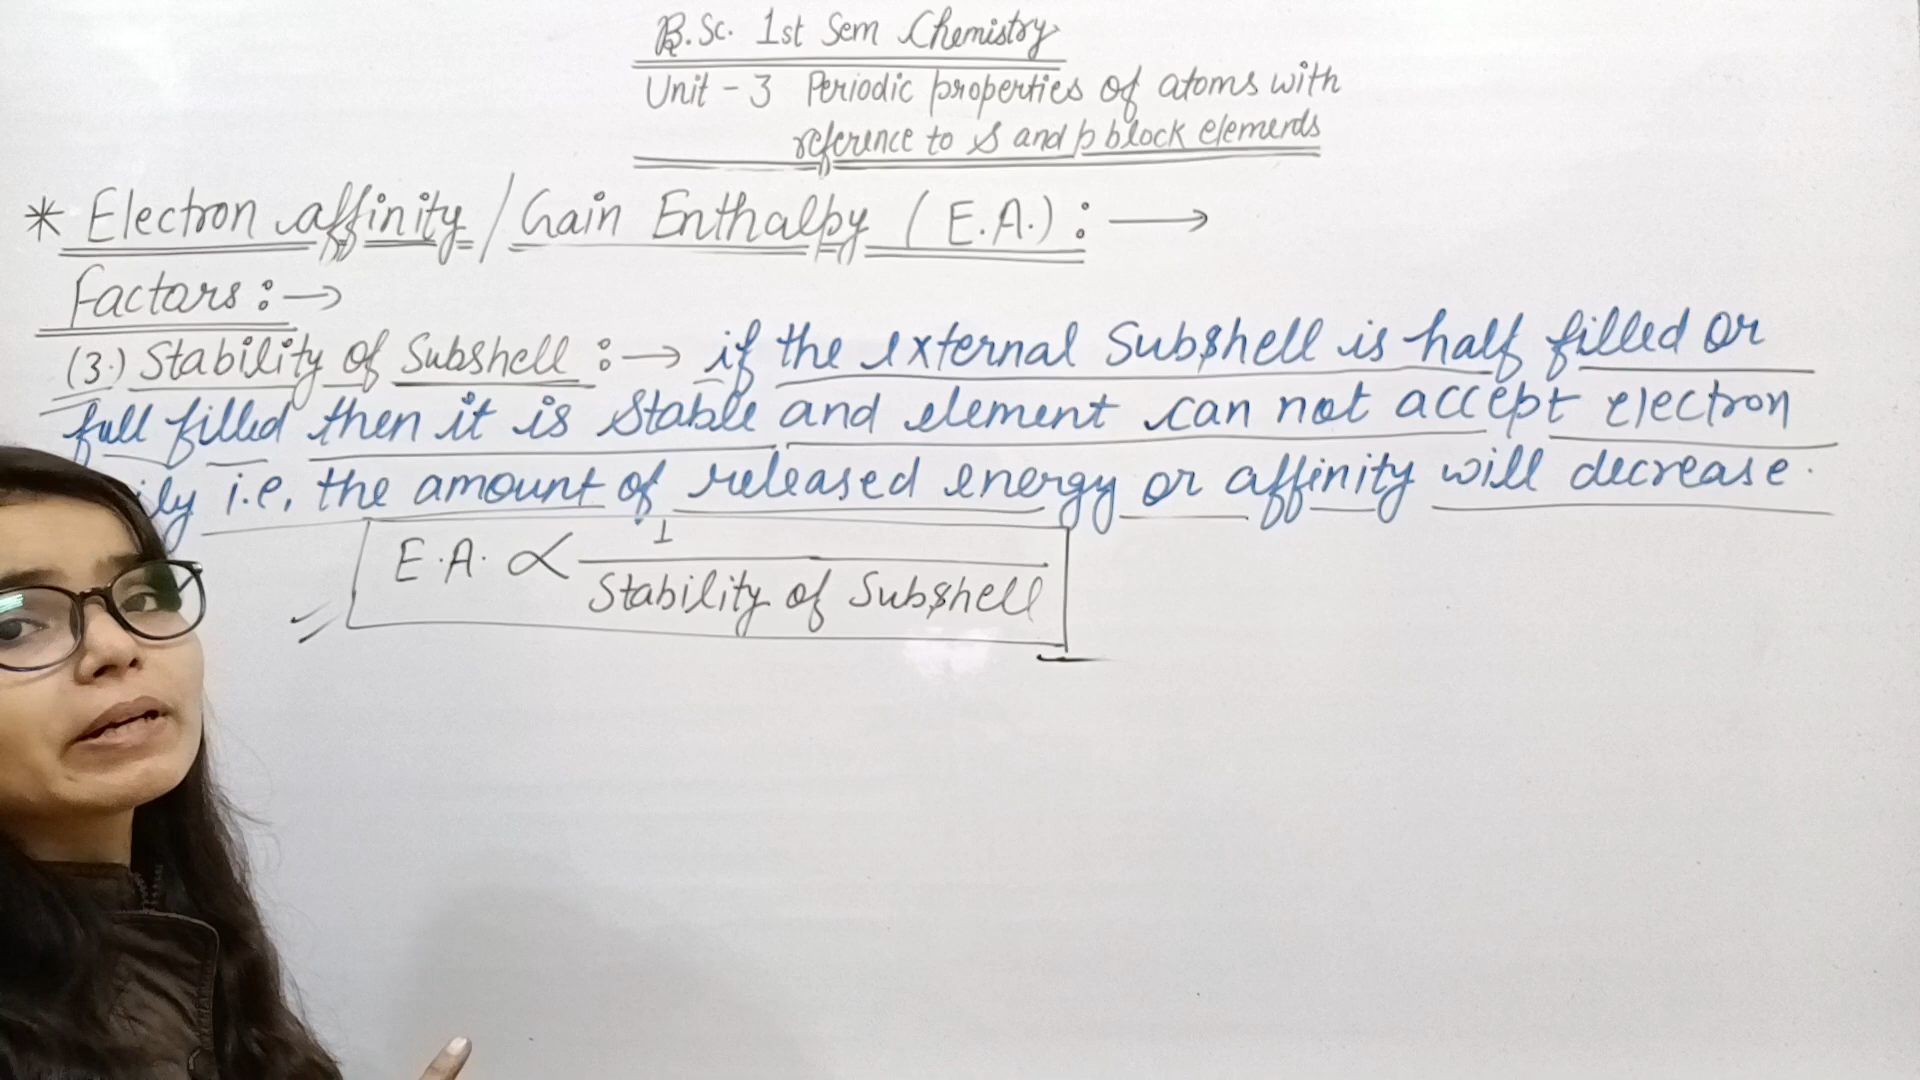 B.Sc. 1st Sem Chemistry
Unit - 3 Periodic properties of atoms with
reference to s and p block elements
* Electron affinity / Gain Enthalpy (E.A.) : →
Factors : →
(3.) Stability of Subshell : → if the external Subshell is half filled or
full filled then it is stable and element can not accept electron
ily i.e, the amount of released energy or affinity will decrease.
E.A. ∝ 1
Stability of Subshell